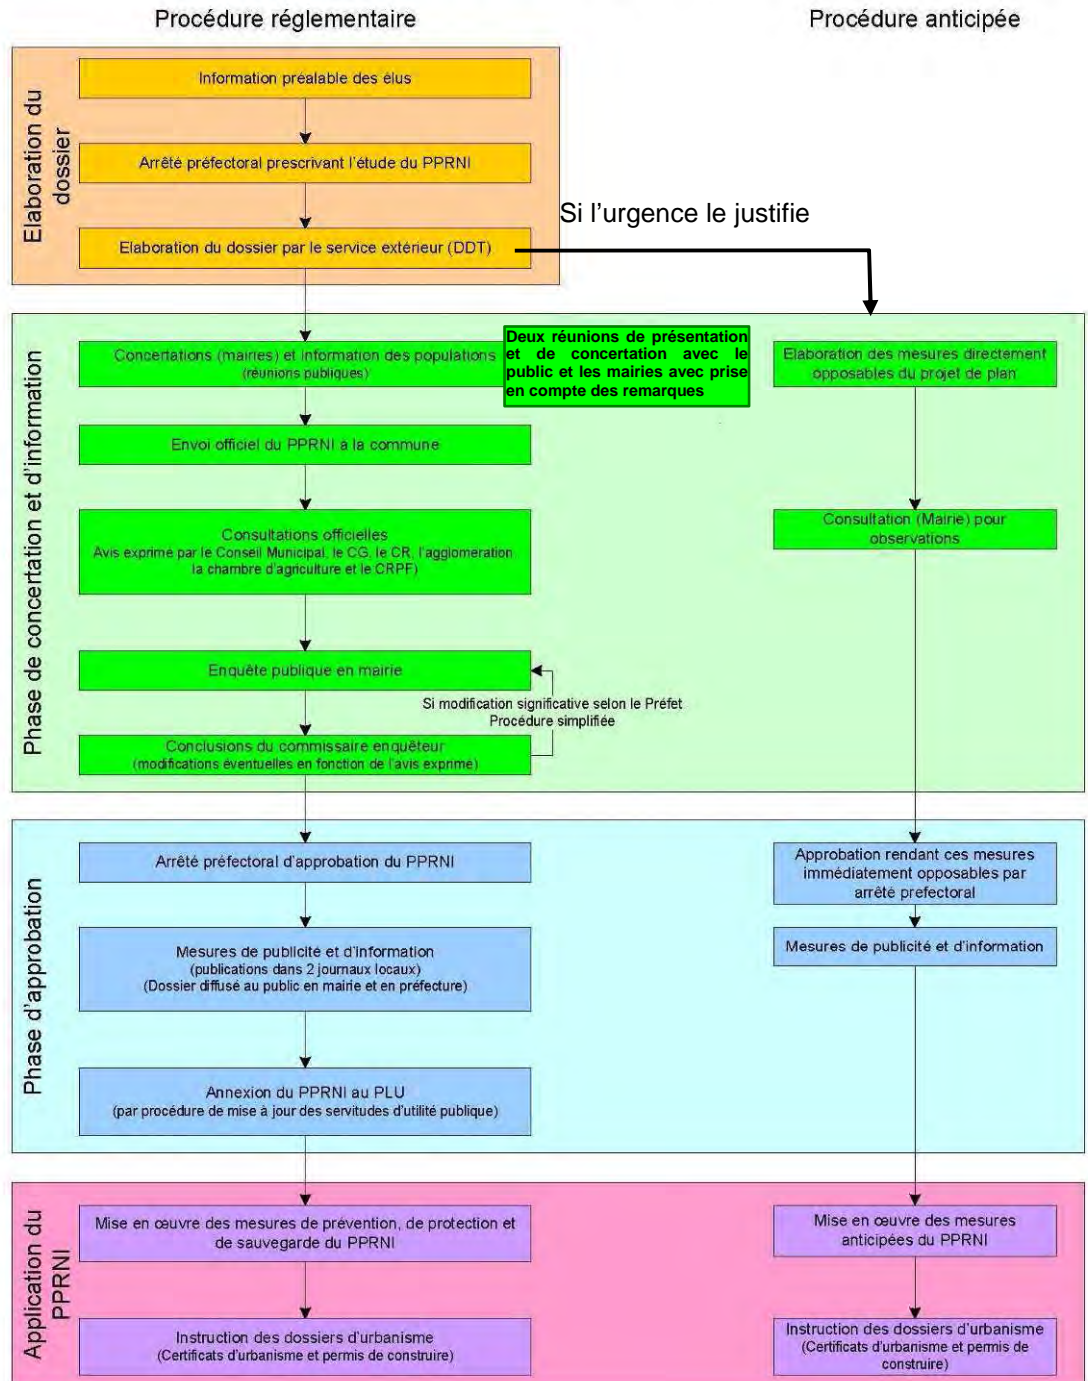 Procédure réglementaire
Procédure anticipée
Elaboration du
dossier
Information préalable des élus
Arrêté préfectoral prescrivant l'étude du PPRNI
Elaboration du dossier par le service extérieur (DDT)
Si l'urgence le justifie
Phase de concertation et d'information
Concertations (mairies) et information des populations
(réunions publiques)
Deux réunions de présentation
et de concertation avec le
public et les mairies avec prise
en compte des remarques
Elaboration des mesures directement
opposables du projet de plan
Envoi officiel du PPRNI à la commune
Consultations officielles
Avis exprimé par le Conseil Municipal, le CG, le CR, l'agglomération
la chambre d'agriculture et le CRPF)
Consultation (Mairie) pour
observations
Enquête publique en mairie
Si modification significative selon le Préfet
Procédure simplifiée
Conclusions du commissaire enquêteur
(modifications éventuelles en fonction de l'avis exprimé)
Phase d'approbation
Arrêté préfectoral d'approbation du PPRNI
Approbation rendant ces mesures
immédiatement opposables par
arrêté prefectoral
Mesures de publicité et d'information
(publications dans 2 journaux locaux)
(Dossier diffusé au public en mairie et en préfecture)
Mesures de publicité et d'information
Annexion du PPRNI au PLU
(par procédure de mise à jour des servitudes d'utilité publique)
Application du
PPRNI
Mise en œuvre des mesures de prévention, de protection et
de sauvegarde du PPRNI
Mise en œuvre des mesures
anticipées du PPRNI
Instruction des dossiers d'urbanisme
(Certificats d'urbanisme et permis de construire)
Instruction des dossiers d'urbanisme
(Certificats d'urbanisme et permis de
construire)